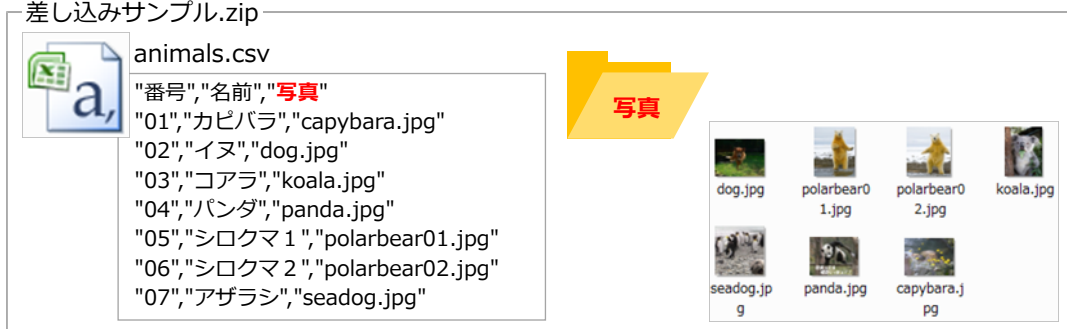 差し込みサンプル.zip
animals.csv
"番号","名前","写真"
"01","カピバラ","capybara.jpg"
"02","イヌ","dog.jpg"
"03","コアラ","koala.jpg"
"04","パンダ","panda.jpg"
"05","シロクマ１","polarbear01.jpg"
"06","シロクマ２","polarbear02.jpg"
"07","アザラシ","seadog.jpg"
a,
写真
dog.jpg
polarbear0
1.jpg
polarbear0
2.jpg
koala.jpg
seadog.jp
g
panda.jpg
capybara.j
pg